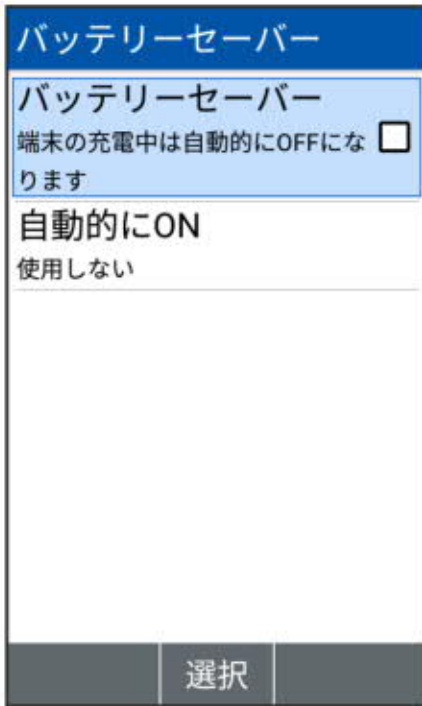 バッテリーセーバー
バッテリーセーバー
端末の充電中は自動的にOFFにな
ります
自動的にON
使用しない
選択